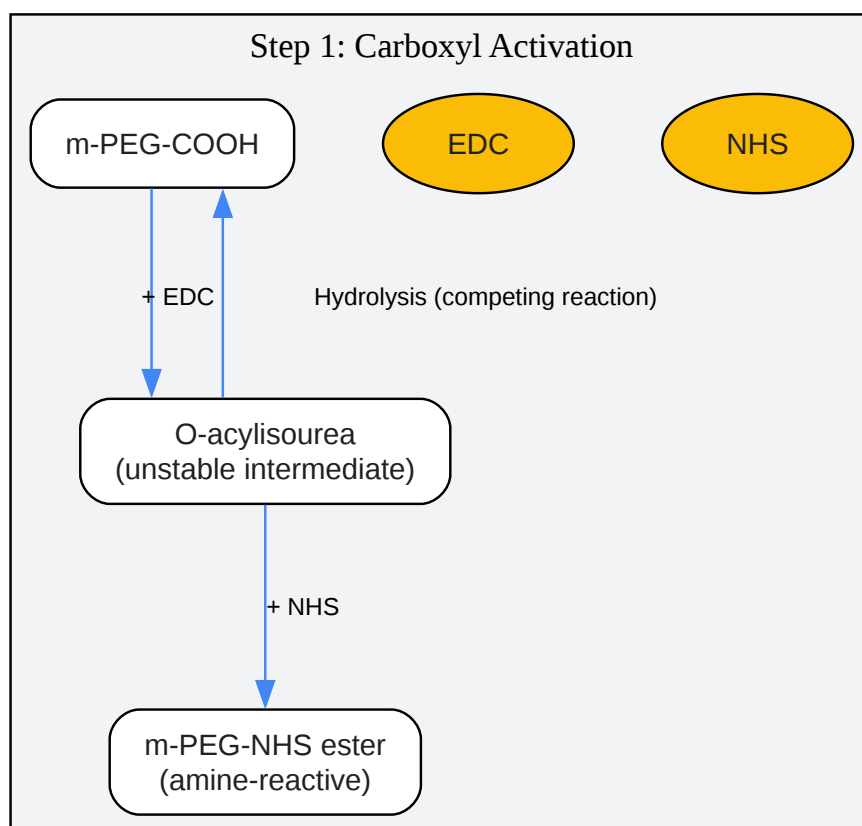 Step 1: Carboxyl Activation
m-PEG-COOH
EDC
NHS
+ EDC
Hydrolysis (competing reaction)
O-acylisourea
(unstable intermediate)
+ NHS
m-PEG-NHS ester
(amine-reactive)